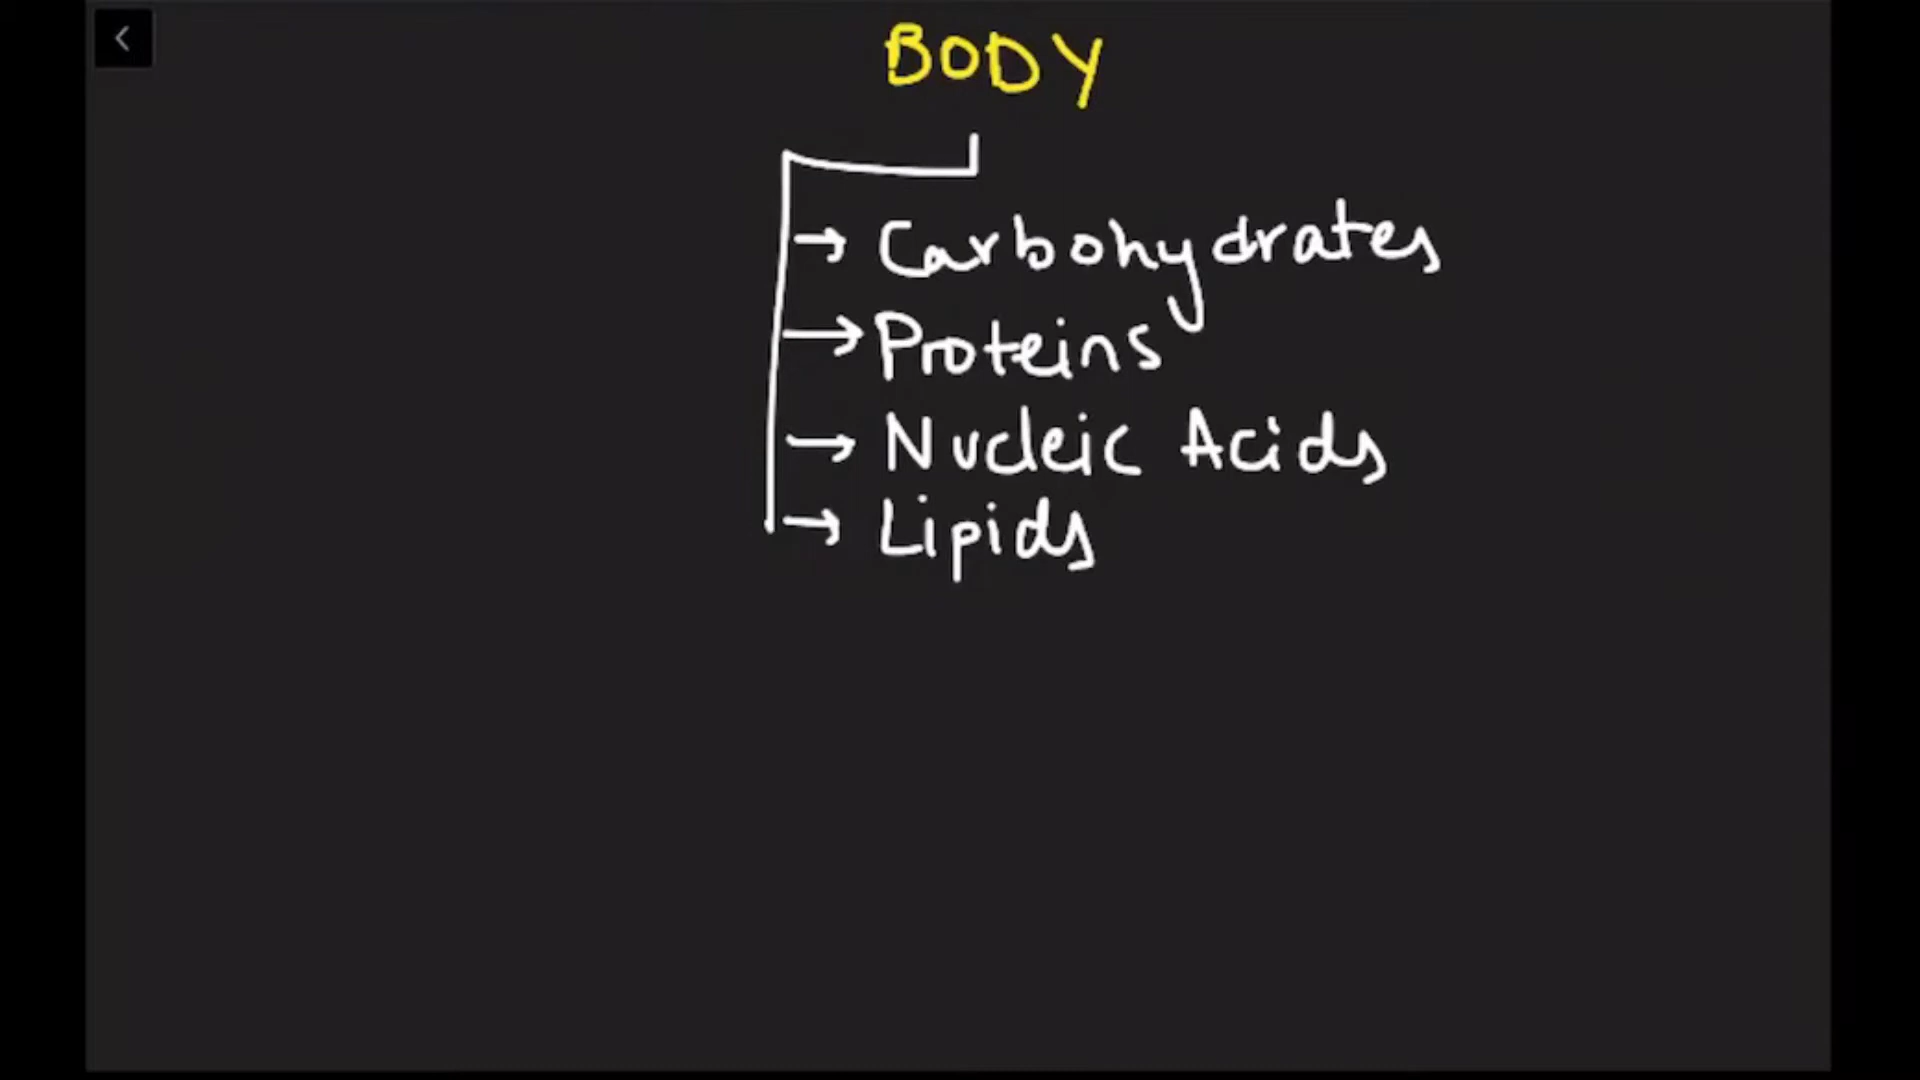 BODY
→ Carbohydrates
→ Proteins
→ Nucleic Acids
→ Lipids